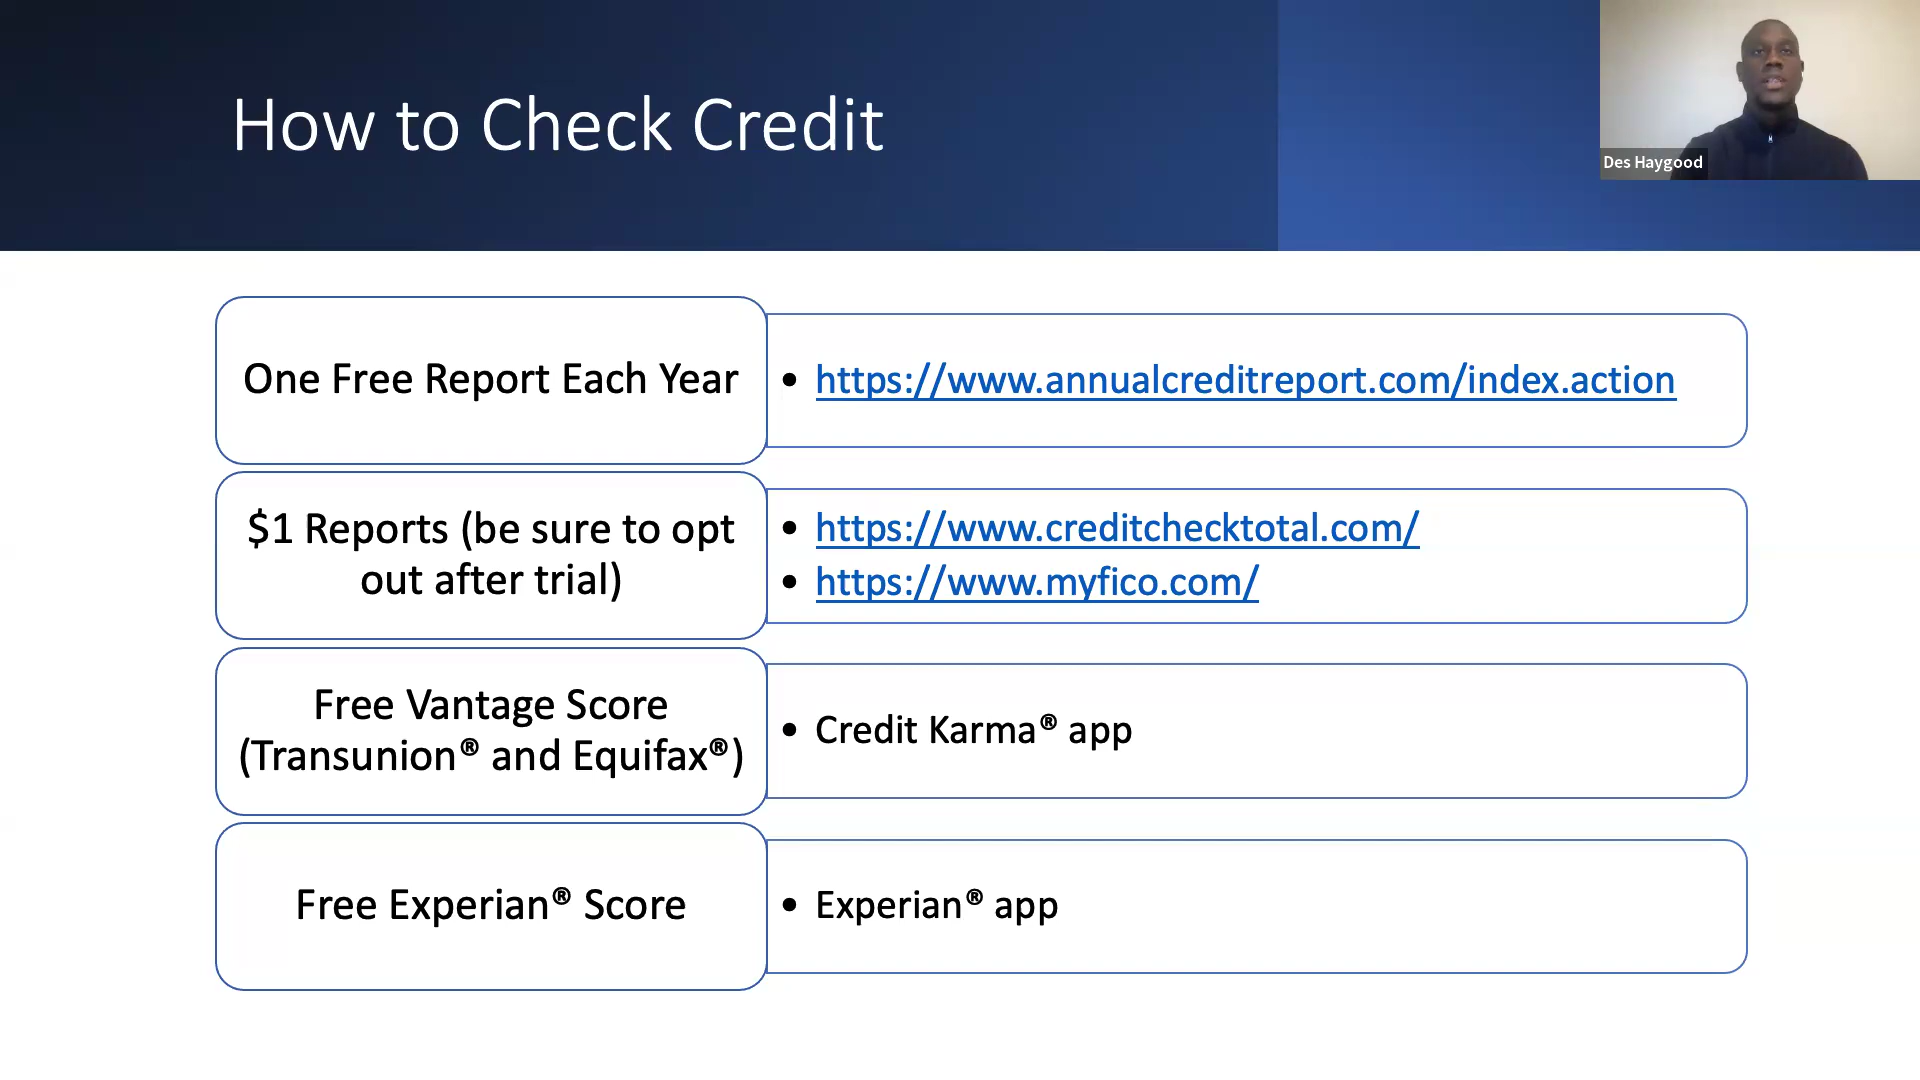 How to Check Credit
Des Haygood
One Free Report Each Year
• https://www.annualcreditreport.com/index.action
$1 Reports (be sure to opt
out after trial)
• https://www.creditchecktotal.com/
• https://www.myfico.com/
Free Vantage Score
(Transunion® and Equifax®)
• Credit Karma® app
Free Experian® Score
• Experian® app